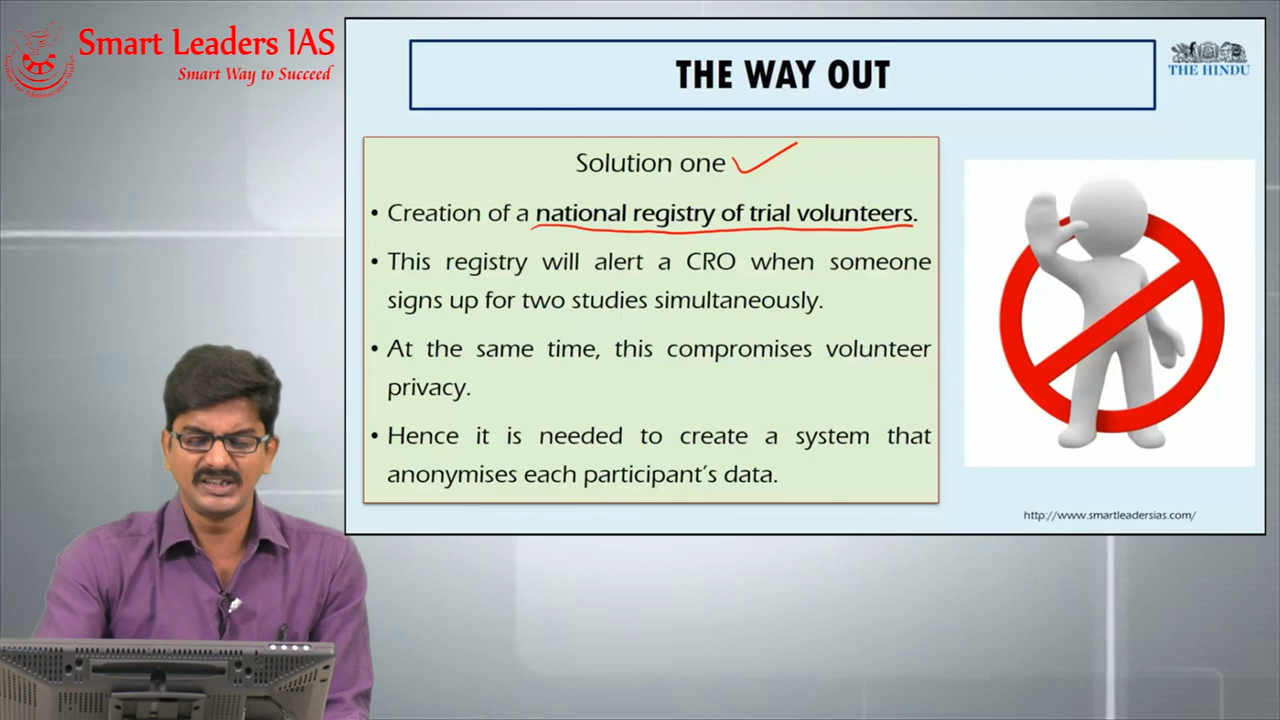 Smart Leaders IAS
Smart Way to Succeed
THE WAY OUT
THE HINDU
Solution one
• Creation of a national registry of trial volunteers.
• This registry will alert a CRO when someone
signs up for two studies simultaneously.
• At the same time, this compromises volunteer
privacy.
• Hence it is needed to create a system that
anonymises each participant's data.
http://www.smartleadersias.com/